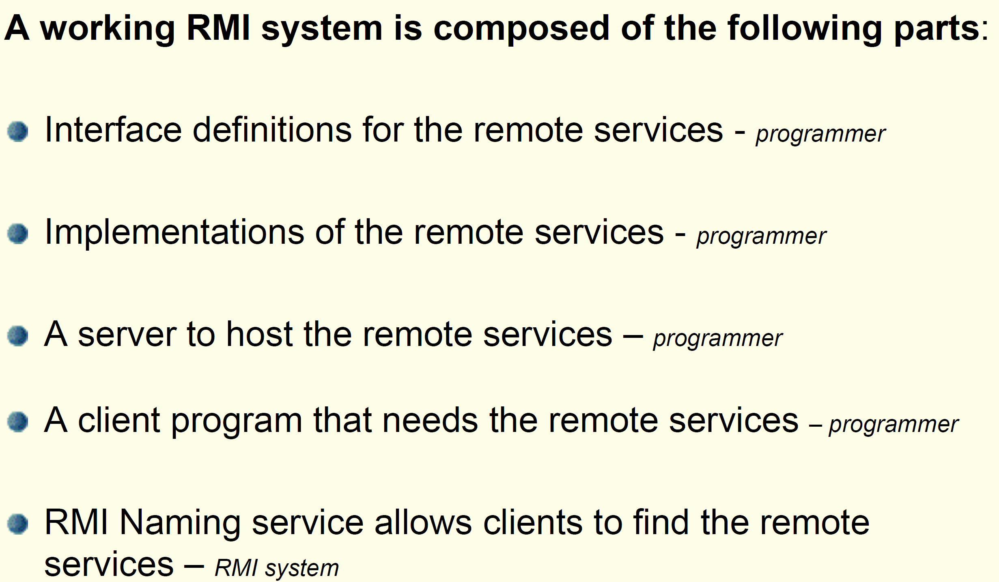 A working RMI system is composed of the following parts:
Interface definitions for the remote services - programmer
Implementations of the remote services - programmer
A server to host the remote services – programmer
A client program that needs the remote services – programmer
RMI Naming service allows clients to find the remote
services – RMI system